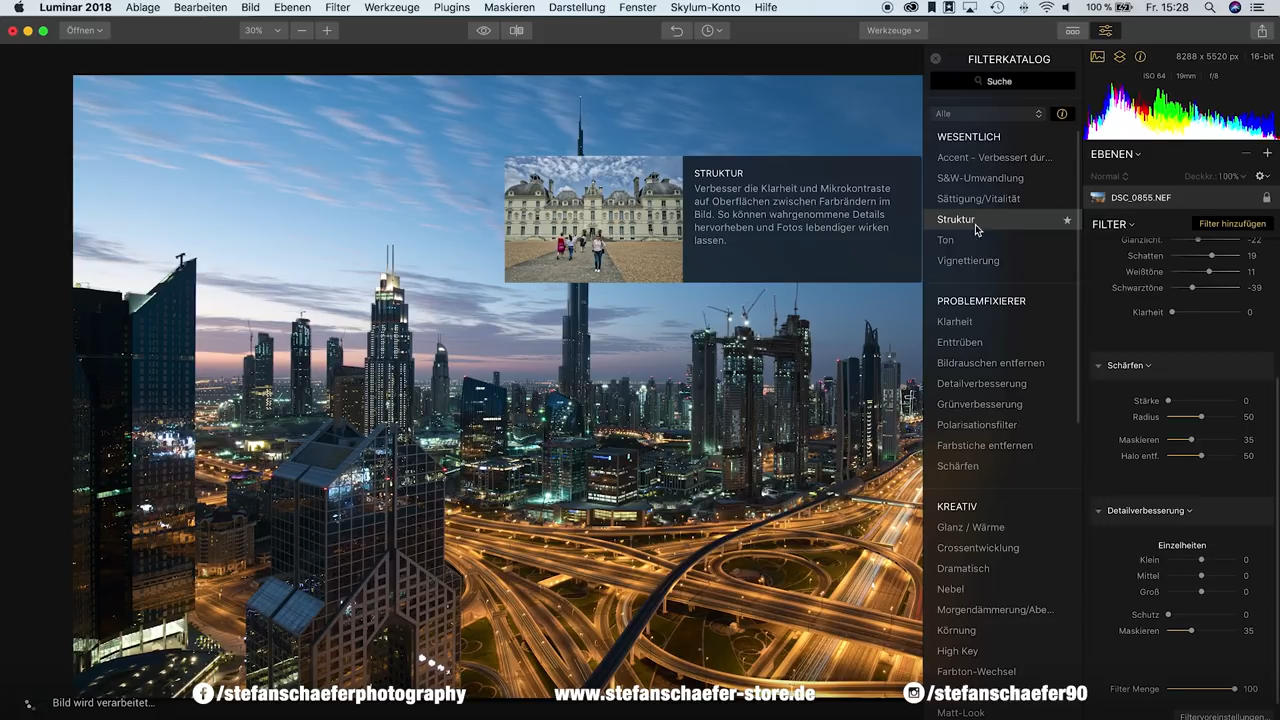 Luminar 2018 Ablage Bearbeiten Bild Ebenen Filter Werkzeuge Plugins Maskieren Darstellung Fenster Skylum-Konto Hilfe 100 % Fr. 15:28
Öffnen 30% Werkzeuge
FILTERKATALOG
Suche
Alle
WESENTLICH
Accent - Verbessert dur...
S&W-Umwandlung
Sättigung/Vitalität
Struktur
Ton
Vignettierung
PROBLEMFIXIERER
Klarheit
Enttrüben
Bildrauschen entfernen
Detailverbesserung
Grünverbesserung
Polarisationsfilter
Farbstiche entfernen
Schärfen
KREATIV
Glanz / Wärme
Crossentwicklung
Dramatisch
Nebel
Morgendämmerung/Abe...
Körnung
High Key
Farbton-Wechsel
Matt-Look
STRUKTUR
Verbesser die Klarheit und Mikrokontraste
auf Oberflächen zwischen Farbrändern im
Bild. So können wahrgenommene Details
hervorheben und Fotos lebendiger wirken
lassen.
8288 x 5520 px 16-bit
ISO 64 19mm f/8
EBENEN
Normal Deckkr.: 100%
DSC_0855.NEF
FILTER Filter hinzufügen
Glanzlicht. -22
Schatten 19
Weißtöne 11
Schwarztöne -39
Klarheit 0
Schärfen
Stärke 0
Radius 50
Maskieren 35
Halo entf. 50
Detailverbesserung
Einzelheiten
Klein 0
Mittel 0
Groß 0
Schutz 0
Maskieren 35
Filter Menge 100
Filtervoreinstellungen...
Bild wird verarbeitet...
/stefanschaeferphotography www.stefanschaefer-store.de /stefanschaefer90